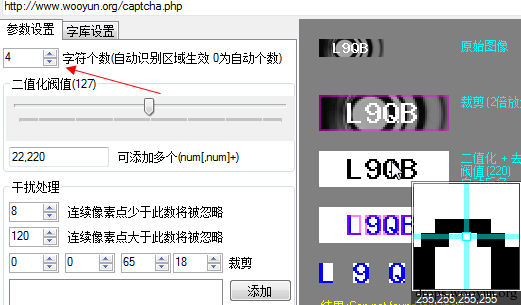 http://www.wooyun.org/captcha.php
参数设置 字库设置
4 字符个数(自动识别区域生效 0为自动个数)
二值化阀值(127)
22,220 可添加多个(num[,num]+)
干扰处理
8 连续像素点少于此数将被忽略
120 连续像素点大于此数将被忽略
0 0 65 18 裁剪
添加
L9QB 原始图像
L9QB 裁剪(2倍放
L9QB 二值化 + 去
阀值(220)
L9QB
L 9 Q
255,255,255,255